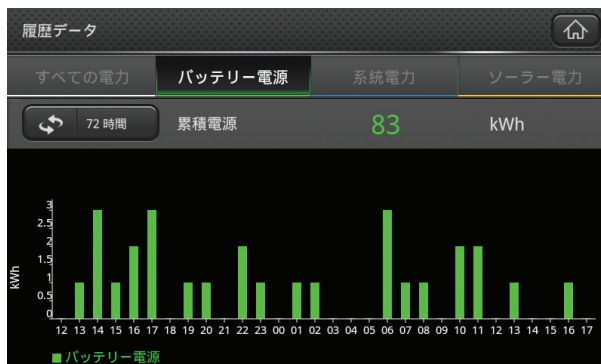 履歴データ
すべての電力 バッテリー電源 系統電力 ソーラー電力
72 時間 累積電源 83 kWh
3
2.5
2
1.5
1
0.5
0
kWh
12 13 14 15 16 17 18 19 20 21 22 23 00 01 02 03 04 05 06 07 08 09 10 11 12 13 14 15 16 17
バッテリー電源